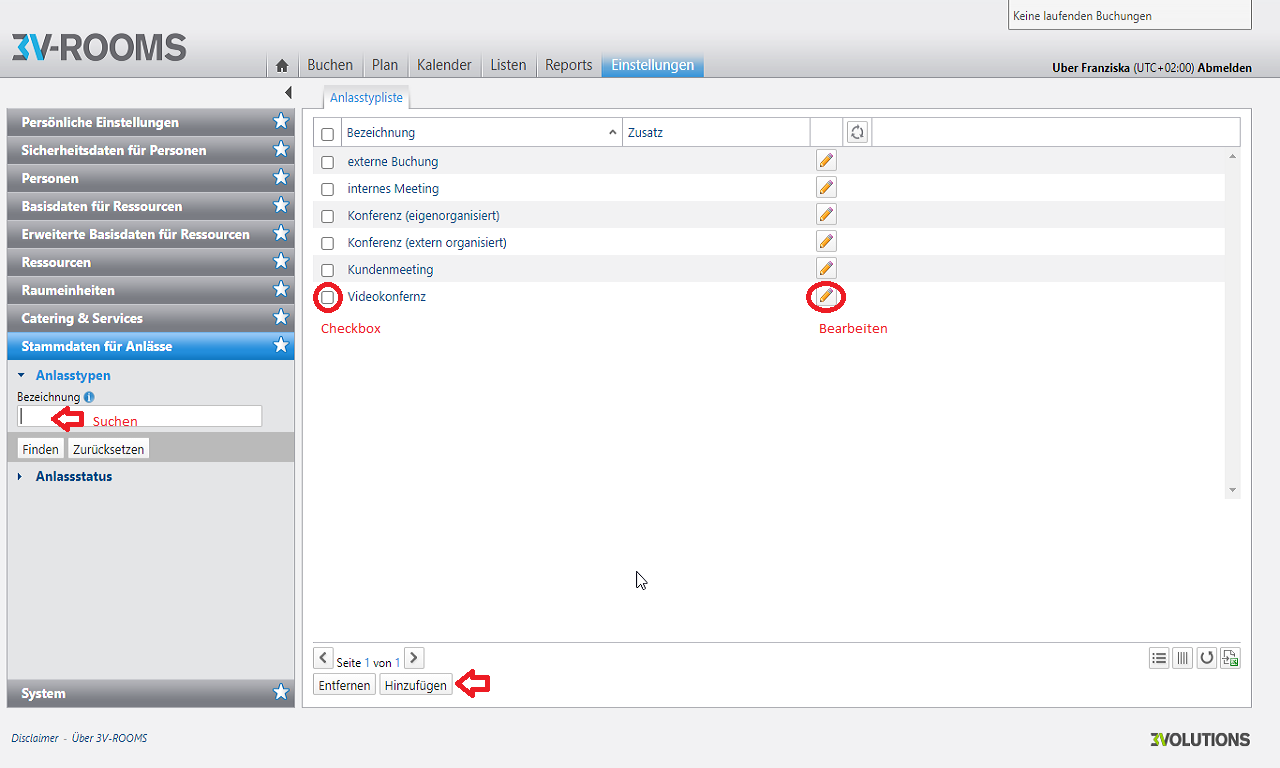 Keine laufenden Buchungen
3V-ROOMS
Buchen Plan Kalender Listen Reports Einstellungen
Uber Franziska (UTC+02:00) Abmelden
Persönliche Einstellungen
Sicherheitsdaten für Personen
Personen
Basisdaten für Ressourcen
Erweiterte Basisdaten für Ressourcen
Ressourcen
Raumeinheiten
Catering & Services
Stammdaten für Anlässe
Anlasstypen
Bezeichnung
Suchen
Finden Zurücksetzen
Anlassstatus
System
Anlasstypliste
Bezeichnung Zusatz
externe Buchung
internes Meeting
Konferenz (eigenorganisiert)
Konferenz (extern organisiert)
Kundenmeeting
Videokonfernz
Checkbox Bearbeiten
Seite 1 von 1
Entfernen Hinzufügen
Disclaimer - Über 3V-ROOMS
3VOLUTIONS